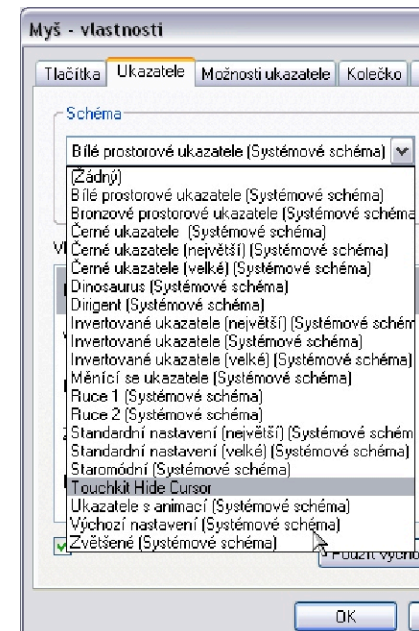 Myš - vlastnosti
Tlačítka Ukazatele Možnosti ukazatele Kolečko
Schéma
Bílé prostorové ukazatele (Systémové schéma)
(Žádný)
Bílé prostorové ukazatele (Systémové schéma)
Bronzové prostorové ukazatele (Systémové schéma
Černé ukazatele (Systémové schéma)
Černé ukazatele (největší) (Systémové schéma)
Černé ukazatele (velké) (Systémové schéma)
Dinosaurus (Systémové schéma)
Dirigent (Systémové schéma)
Invertované ukazatele (největší) (Systémové schém
Invertované ukazatele (Systémové schéma)
Invertované ukazatele (velké) (Systémové schéma)
Měnící se ukazatele (Systémové schéma)
Ruce 1 (Systémové schéma)
Ruce 2 (Systémové schéma)
Standardní nastavení (největší) (Systémové schém
Standardní nastavení (velké) (Systémové schéma)
Staromódní (Systémové schéma)
Touchkit Hide Cursor
Ukazatele s animací (Systémové schéma)
Výchozí nastavení (Systémové schéma)
Zvětšené (Systémové schéma)
Použít výcho
OK